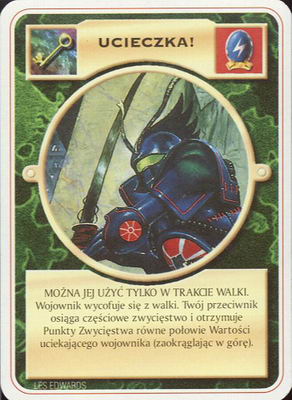 UCIECZKA!
MOŻNA JEJ UŻYĆ TYLKO W TRAKCIE WALKI.
Wojownik wycofuje się z walki. Twój przeciwnik
osiąga częściowe zwycięstwo i otrzymuje
Punkty Zwycięstwa równe połowie Wartości
uciekającego wojownika (zaokrąglając w górę).
LES EDWARDS